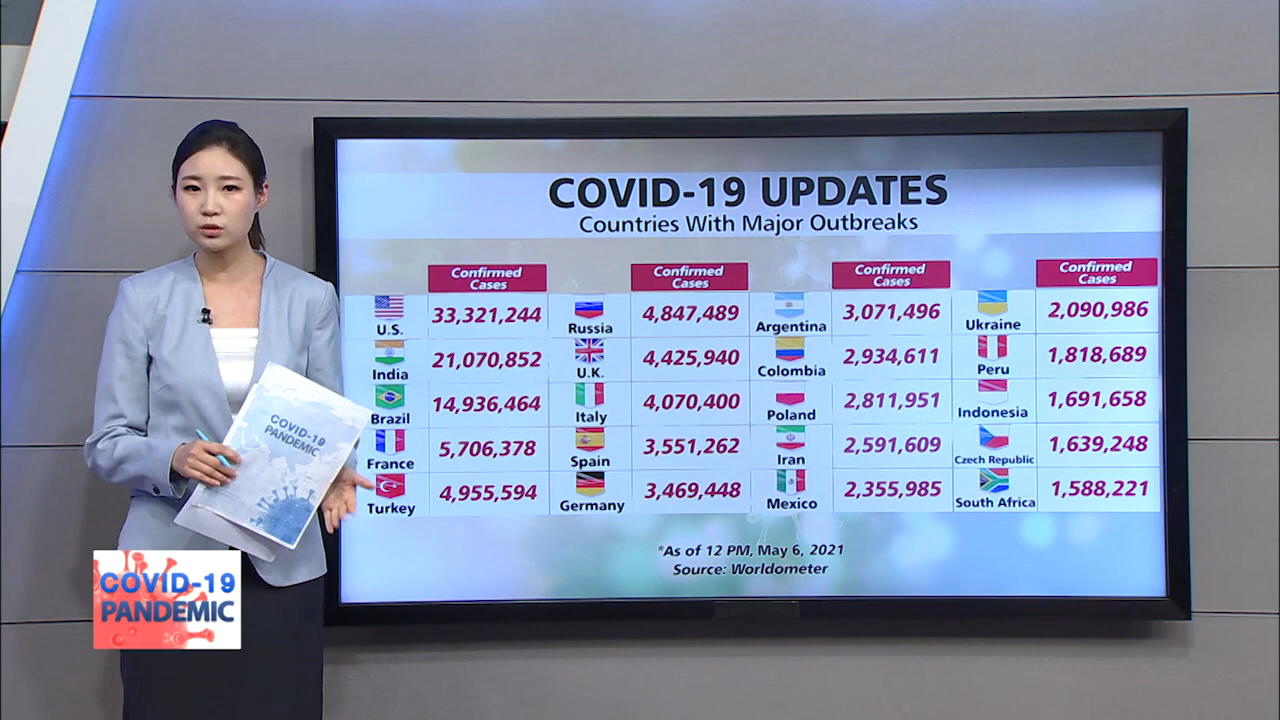 COVID-19 UPDATES
Countries With Major Outbreaks
Confirmed Cases Confirmed Cases Confirmed Cases Confirmed Cases
U.S. 33,321,244 Russia 4,847,489 Argentina 3,071,496 Ukraine 2,090,986
India 21,070,852 U.K. 4,425,940 Colombia 2,934,611 Peru 1,818,689
Brazil 14,936,464 Italy 4,070,400 Poland 2,811,951 Indonesia 1,691,658
France 5,706,378 Spain 3,551,262 Iran 2,591,609 Czech Republic 1,639,248
Turkey 4,955,594 Germany 3,469,448 Mexico 2,355,985 South Africa 1,588,221
*As of 12 PM, May 6, 2021
Source: Worldometer
COVID-19
PANDEMIC
COVID-19
PANDEMIC